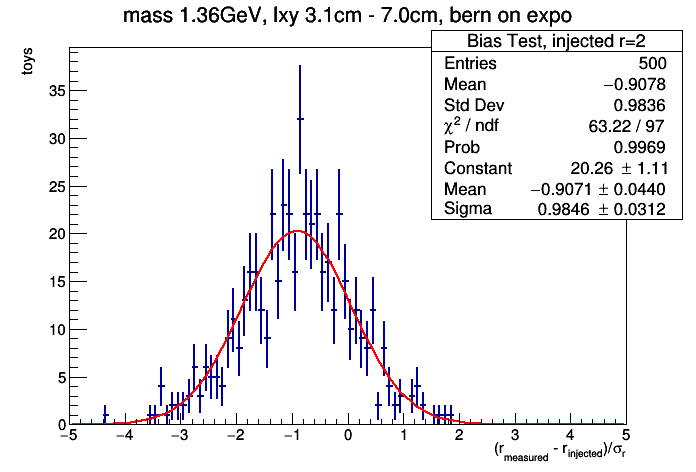 mass 1.36GeV, lxy 3.1cm - 7.0cm, bern on expo
Bias Test, injected r=2
Entries 500
Mean −0.9078
Std Dev 0.9836
χ² / ndf 63.22 / 97
Prob 0.9969
Constant 20.26 ± 1.11
Mean −0.9071 ± 0.0440
Sigma 0.9846 ± 0.0312
toys
35
30
25
20
15
10
5
0
−5 −4 −3 −2 −1 0 1 2 3 4 5
(r_measured - r_injected)/σ_r